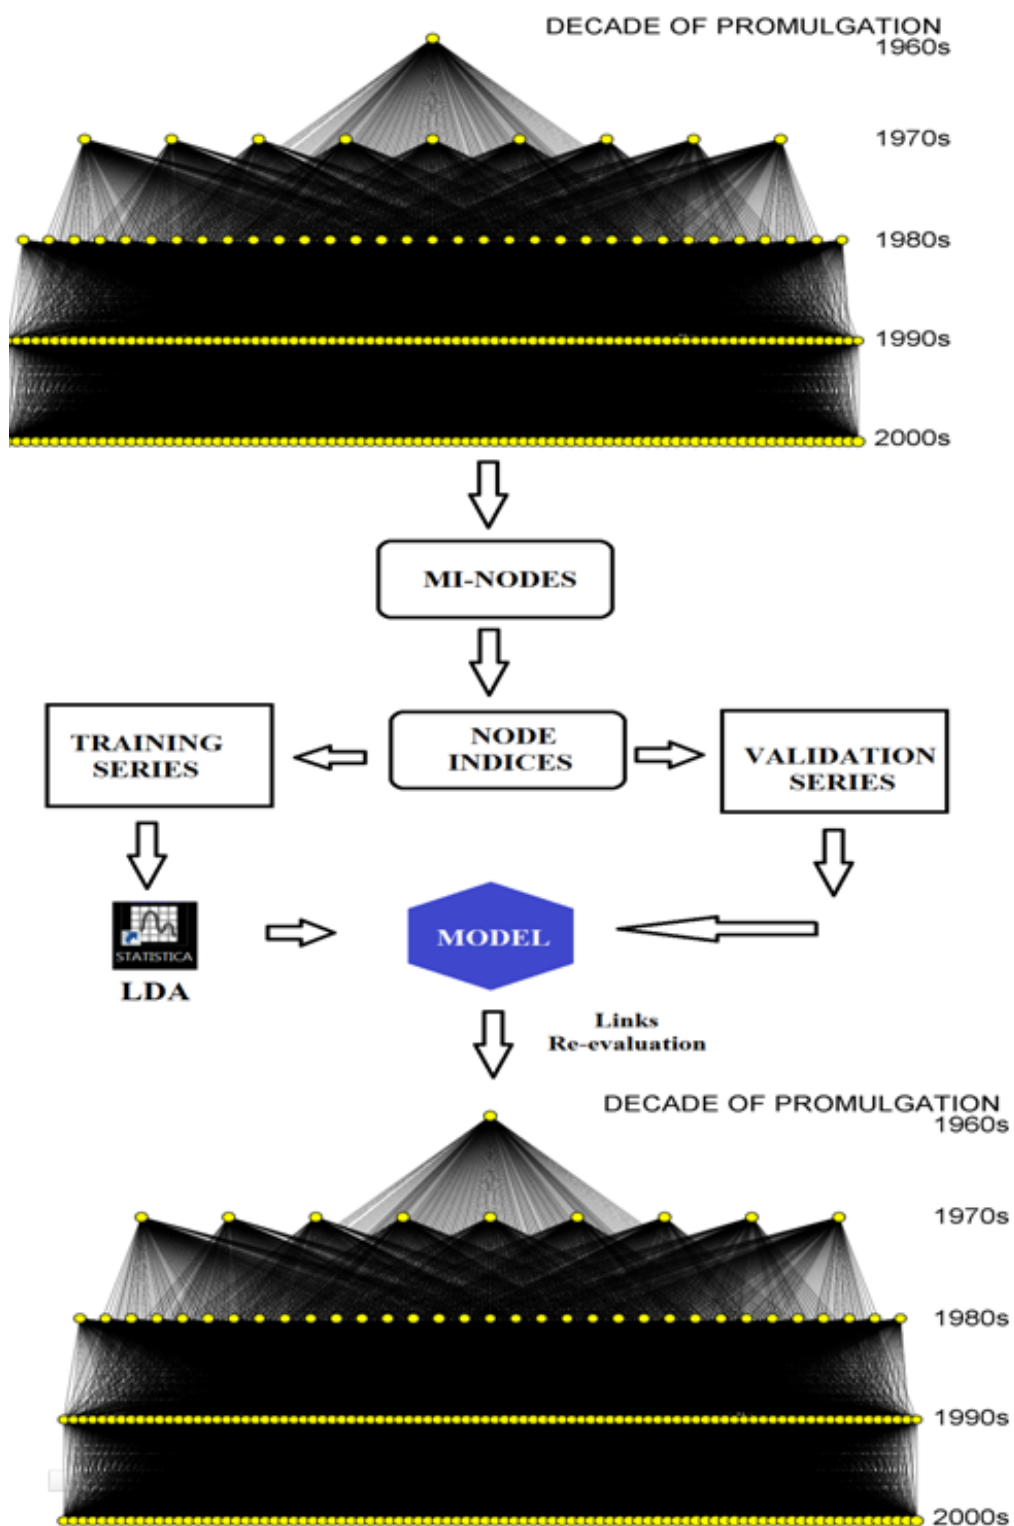 DECADE OF PROMULGATION
1960s
1970s
1980s
1990s
2000s
MI-NODES
NODE
INDICES
TRAINING
SERIES
VALIDATION
SERIES
STATISTICA
LDA
MODEL
Links
Re-evaluation
DECADE OF PROMULGATION
1960s
1970s
1980s
1990s
2000s